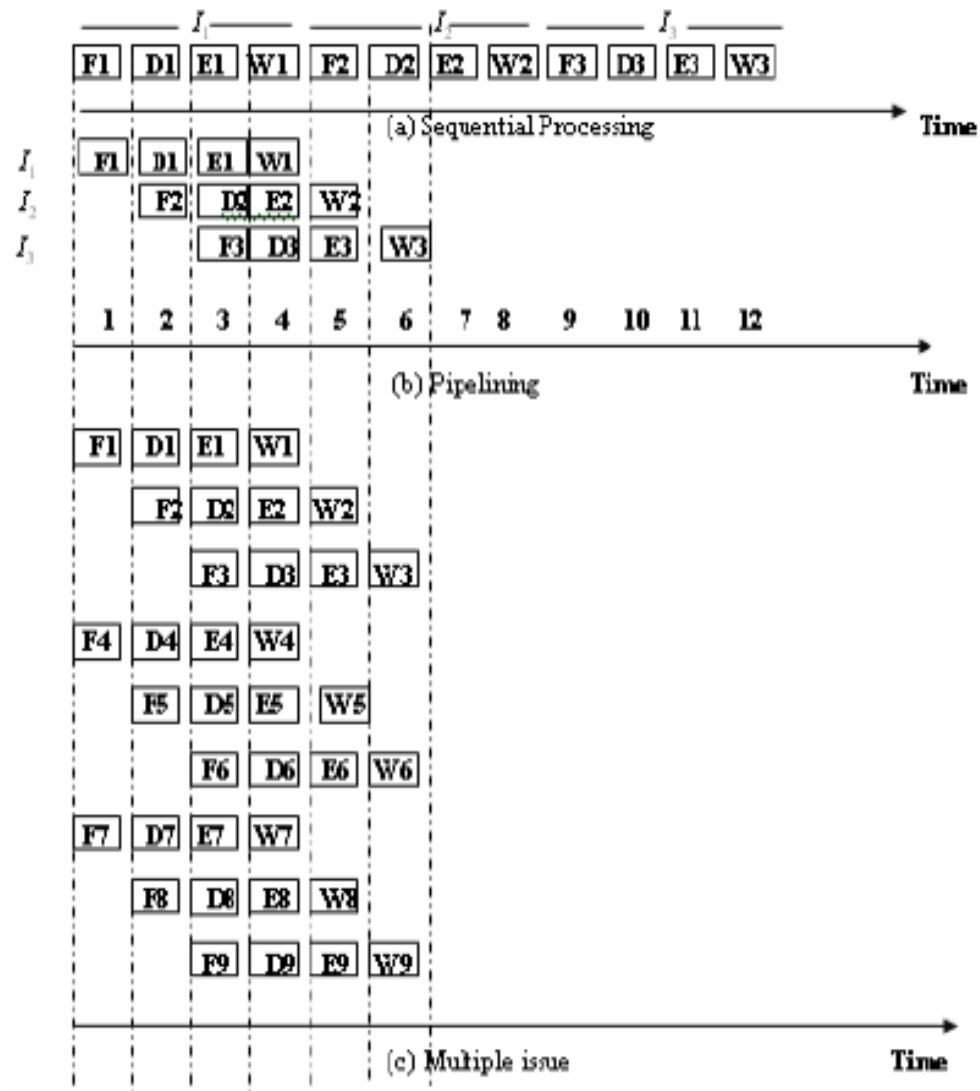 I₁ I₂ I₃
F1 D1 E1 W1 F2 D2 E2 W2 F3 D3 E3 W3
(a) Sequential Processing Time
I₁ F1 D1 E1 W1
I₂ F2 D2 E2 W2
I₃ F3 D3 E3 W3
1 2 3 4 5 6 7 8 9 10 11 12
(b) Pipelining Time
F1 D1 E1 W1
F2 D2 E2 W2
F3 D3 E3 W3
F4 D4 E4 W4
F5 D5 E5 W5
F6 D6 E6 W6
F7 D7 E7 W7
F8 D8 E8 W8
F9 D9 E9 W9
(c) Multiple issue Time